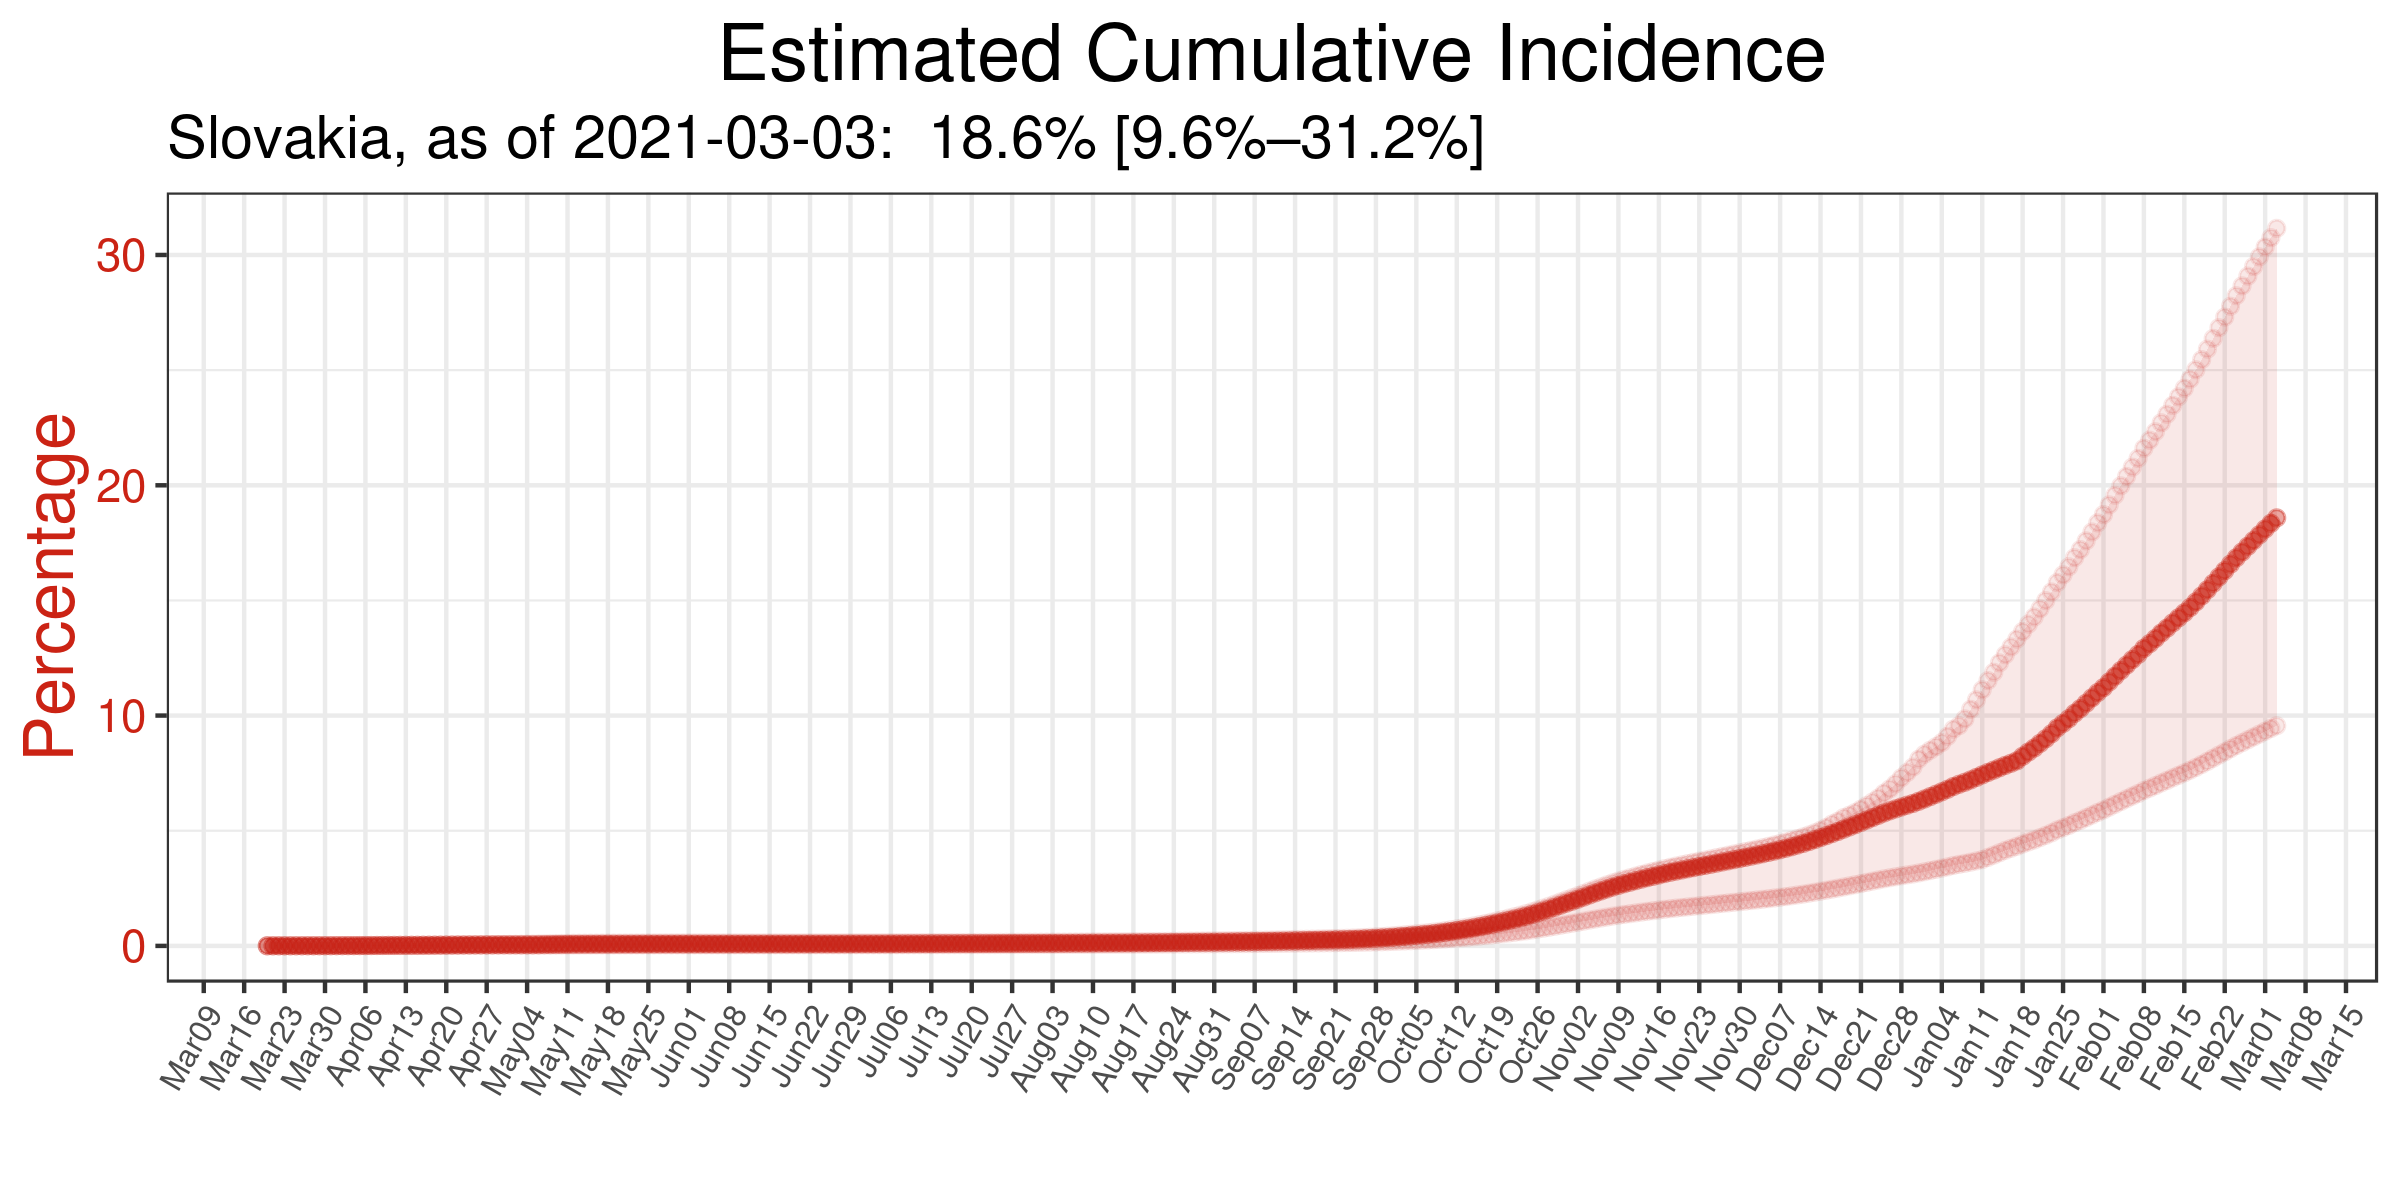 Estimated Cumulative Incidence
Slovakia, as of 2021-03-03:  18.6% [9.6%–31.2%]
Percentage
30
20
10
0
Mar09 Mar16 Mar23 Mar30 Apr06 Apr13 Apr20 Apr27 May04 May11 May18 May25 Jun01 Jun08 Jun15 Jun22 Jun29 Jul06 Jul13 Jul20 Jul27 Aug03 Aug10 Aug17 Aug24 Aug31 Sep07 Sep14 Sep21 Sep28 Oct05 Oct12 Oct19 Oct26 Nov02 Nov09 Nov16 Nov23 Nov30 Dec07 Dec14 Dec21 Dec28 Jan04 Jan11 Jan18 Jan25 Feb01 Feb08 Feb15 Feb22 Mar01 Mar08 Mar15